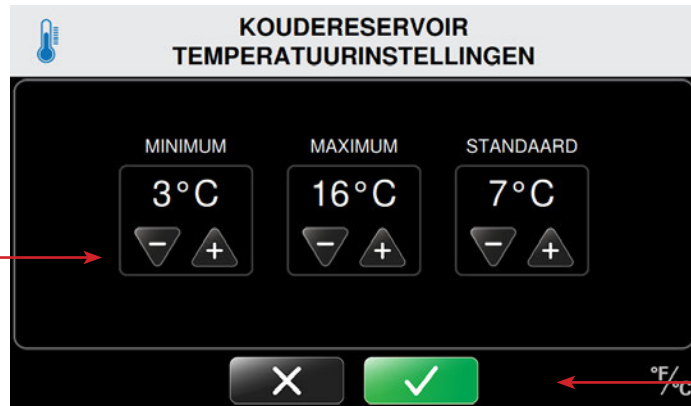 KOUDERESERVOIR
TEMPERATUURINSTELLINGEN
MINIMUM MAXIMUM STANDAARD
3°C 16°C 7°C
− + − + − +
°F/°C